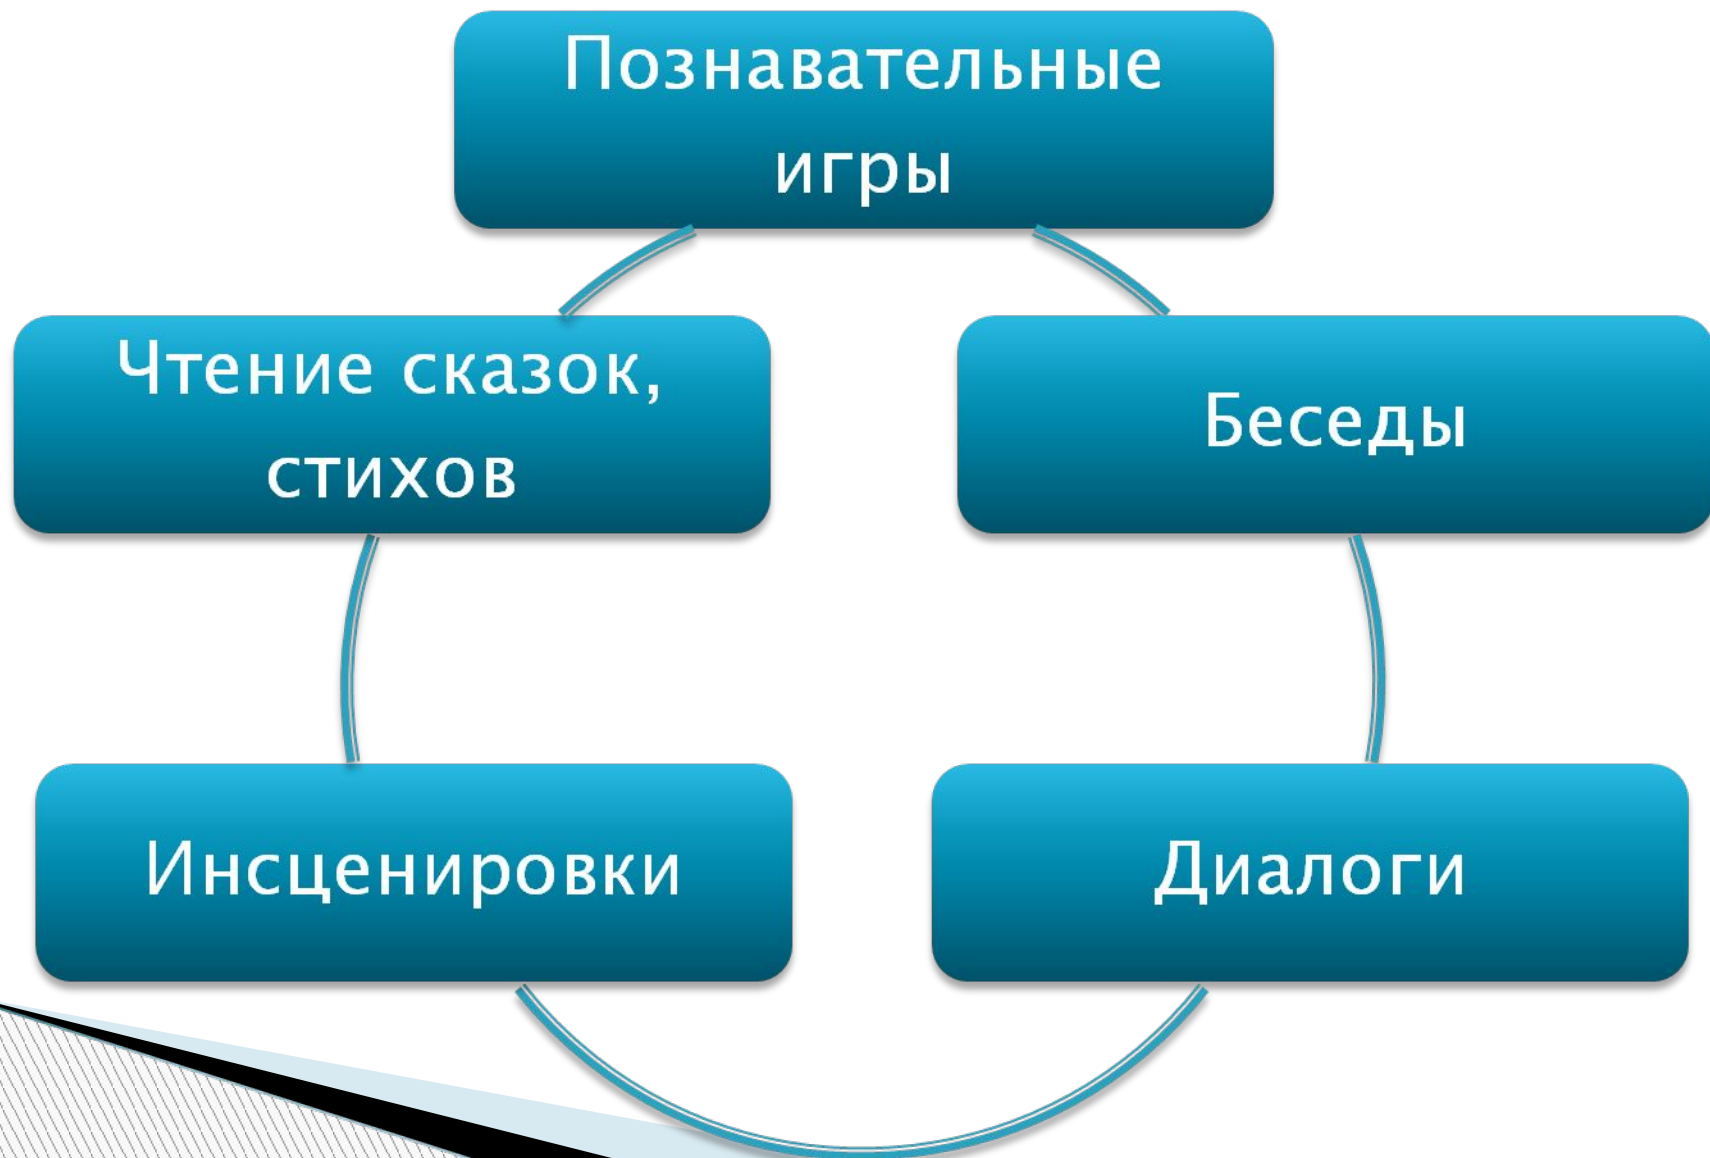 Познавательные
игры
Чтение сказок,
стихов
Беседы
Инсценировки
Диалоги